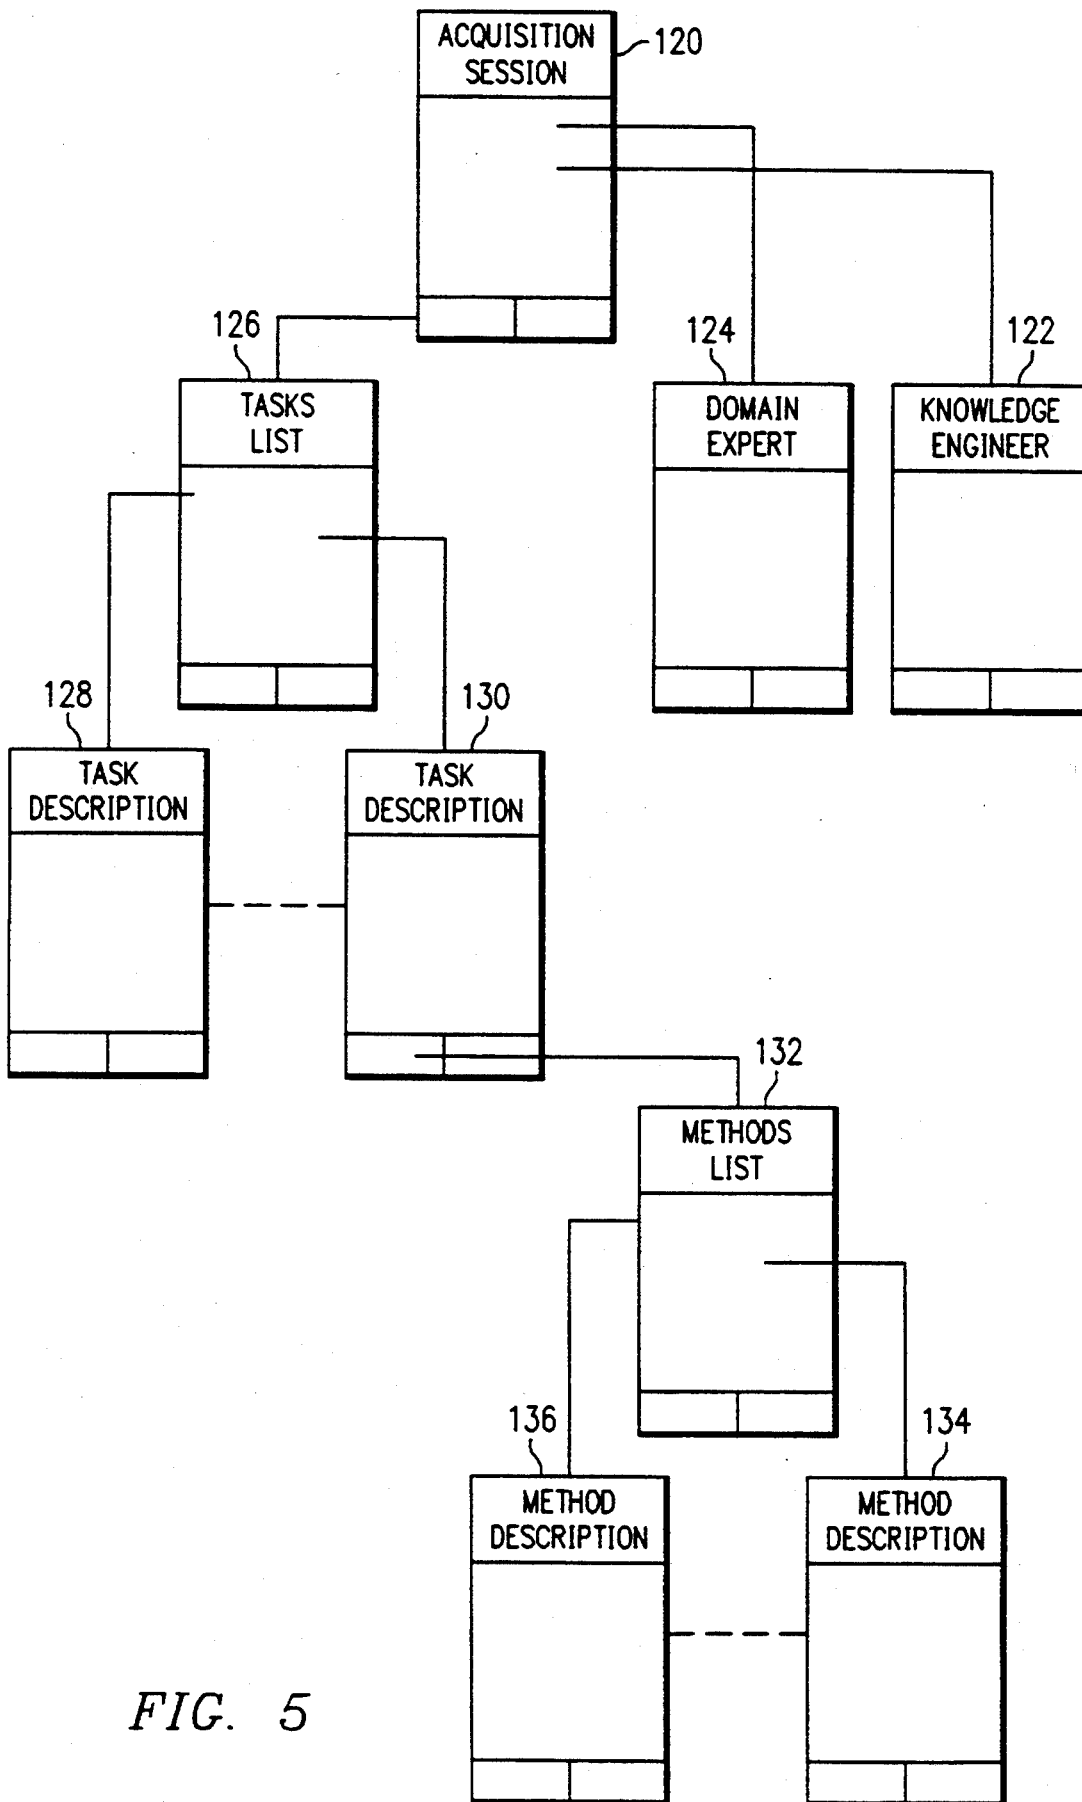 ACQUISITION
SESSION
120
126
124
122
TASKS
LIST
DOMAIN
EXPERT
KNOWLEDGE
ENGINEER
128
130
TASK
DESCRIPTION
TASK
DESCRIPTION
132
METHODS
LIST
136
134
METHOD
DESCRIPTION
METHOD
DESCRIPTION
FIG. 5